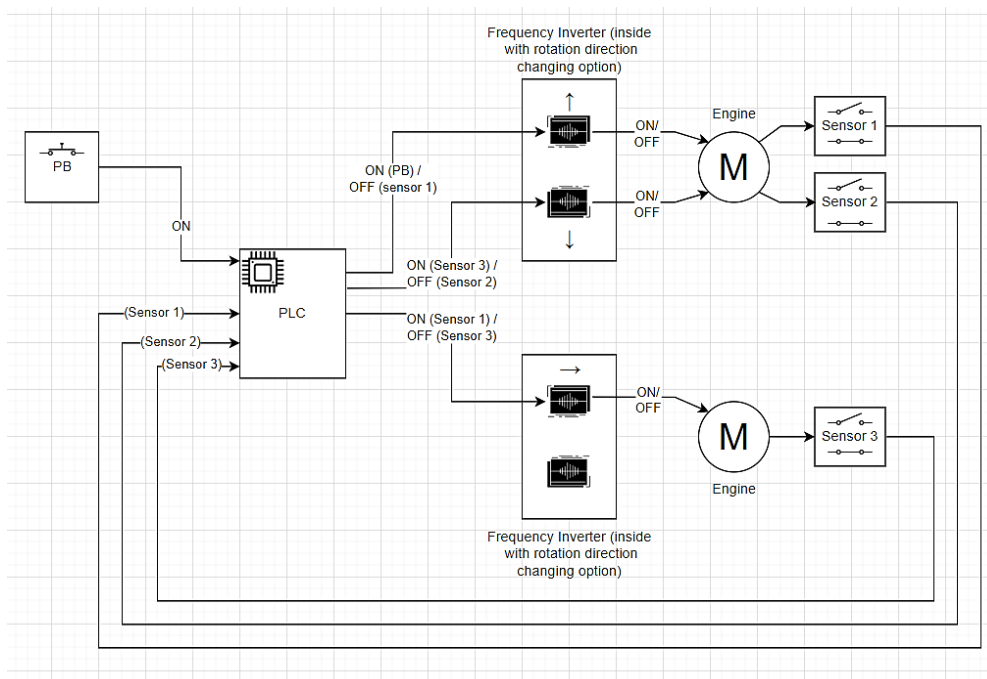 Frequency Inverter (inside
with rotation direction
changing option)
↑
Engine
PB
ON
ON (PB) /
OFF (sensor 1)
ON/
OFF
M
Sensor 1
ON/
OFF
Sensor 2
↓
ON (Sensor 3) /
OFF (Sensor 2)
PLC
(Sensor 1)
(Sensor 2)
(Sensor 3)
ON (Sensor 1) /
OFF (Sensor 3)
→
ON/
OFF
M
Sensor 3
Engine
Frequency Inverter (inside
with rotation direction
changing option)